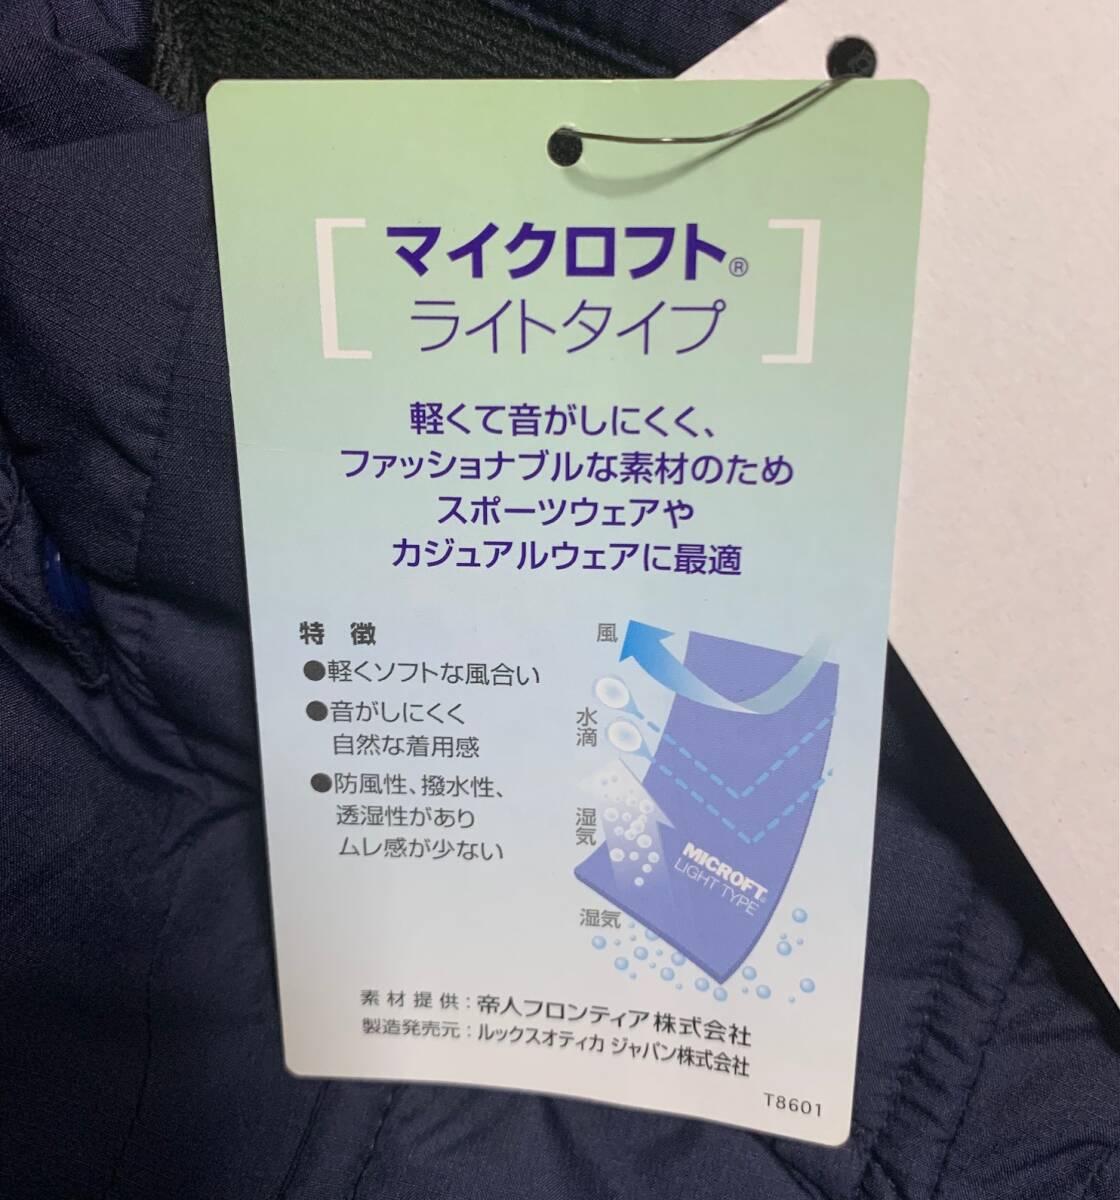 マイクロフト®
ライトタイプ
軽くて音がしにくく、
ファッショナブルな素材のため
スポーツウェアや
カジュアルウェアに最適
特 徴
●軽くソフトな風合い
●音がしにくく
自然な着用感
●防風性、撥水性、
透湿性があり
ムレ感が少ない
風
水滴
湿気
湿気
MICROFT®
LIGHT TYPE
素材提供：帝人フロンティア株式会社
製造発売元：ルックスオティカ ジャパン株式会社
T8601